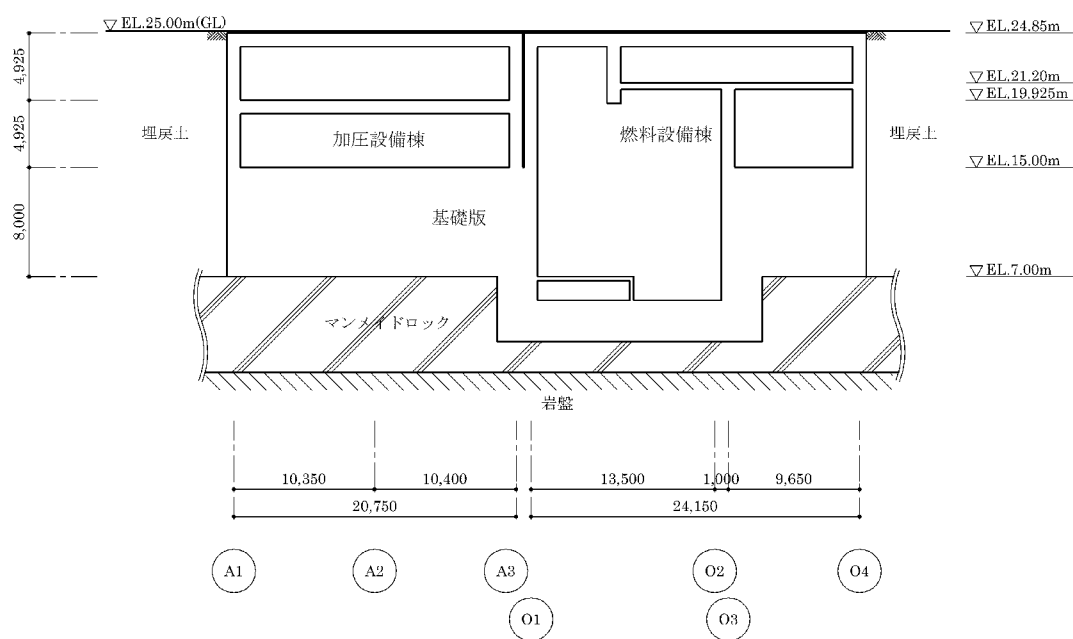 ▽ EL.25.00m(GL)
▽ EL.24.85m
4,925
▽ EL.21.20m
▽ EL.19.925m
埋戻土
加圧設備棟
燃料設備棟
埋戻土
4,925
▽ EL.15.00m
基礎版
8,000
▽ EL.7.00m
マンメイドロック
岩盤
10,350
10,400
13,500
1,000
9,650
20,750
24,150
A1
A2
A3
O2
O4
O1
O3